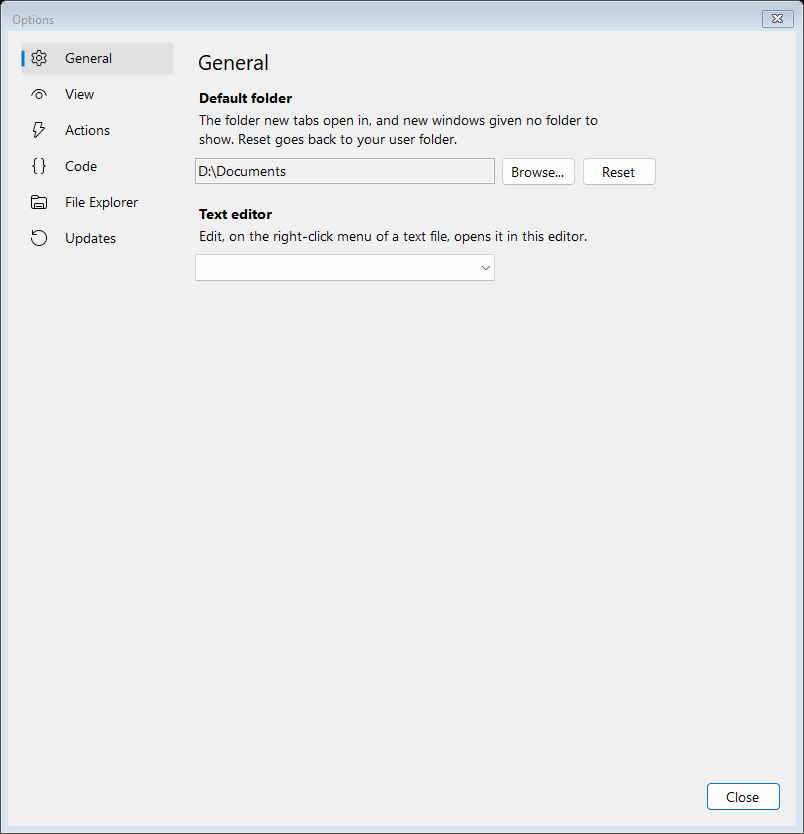 Options
General
View
Actions
Code
File Explorer
Updates
General
Default folder
The folder new tabs open in, and new windows given no folder to
show. Reset goes back to your user folder.
D:\Documents
Browse...
Reset
Text editor
Edit, on the right-click menu of a text file, opens it in this editor.
Close